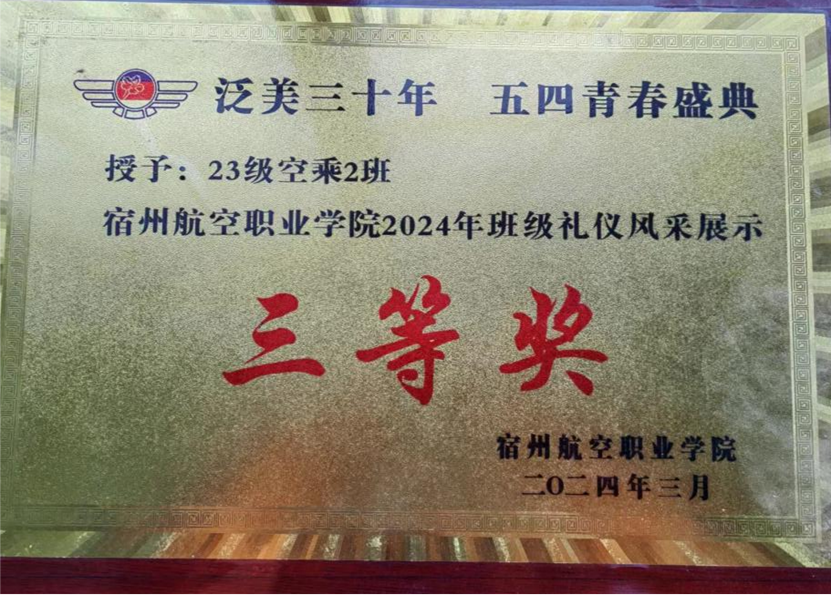 泛美三十年 五四青春盛典
授予：23级空乘2班
宿州航空职业学院2024年班级礼仪风采展示
三等奖
宿州航空职业学院
二O二四年三月